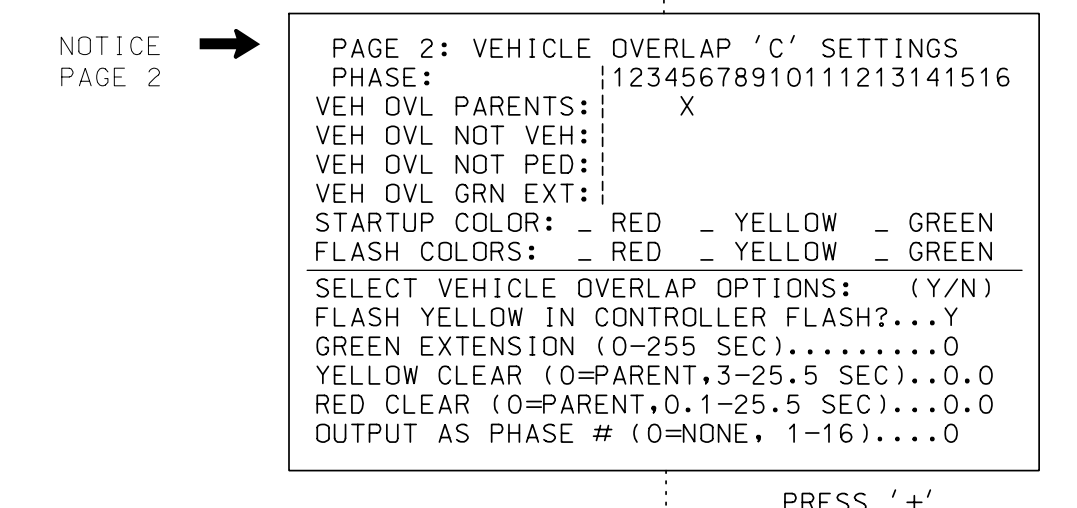 NOTICE
PAGE 2
PAGE 2: VEHICLE OVERLAP 'C' SETTINGS
PHASE: 12345678910111213141516
VEH OVL PARENTS: X
VEH OVL NOT VEH:
VEH OVL NOT PED:
VEH OVL GRN EXT:
STARTUP COLOR: _ RED _ YELLOW _ GREEN
FLASH COLORS: _ RED _ YELLOW _ GREEN
SELECT VEHICLE OVERLAP OPTIONS: (Y/N)
FLASH YELLOW IN CONTROLLER FLASH?...Y
GREEN EXTENSION (0-255 SEC).........0
YELLOW CLEAR (0=PARENT,3-25.5 SEC)..0.0
RED CLEAR (0=PARENT,0.1-25.5 SEC)...0.0
OUTPUT AS PHASE # (0=NONE, 1-16)....0
PRESS '+'